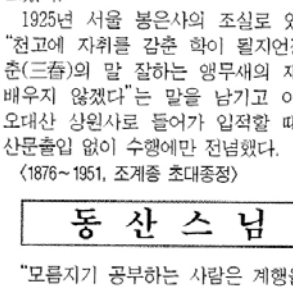 1925년 서울 봉은사의 조실로 있
“천고에 자취를 감춘 학이 될지언정
춘(三春)의 말 잘하는 앵무새의 재
배우지 않겠다”는 말을 남기고 이
오대산 상원사로 들어가 입적할 때
산문출입 없이 수행에만 전념했다.
〈1876~1951, 조계종 초대종정〉
동 산 스 님
“모름지기 공부하는 사람은 계행을